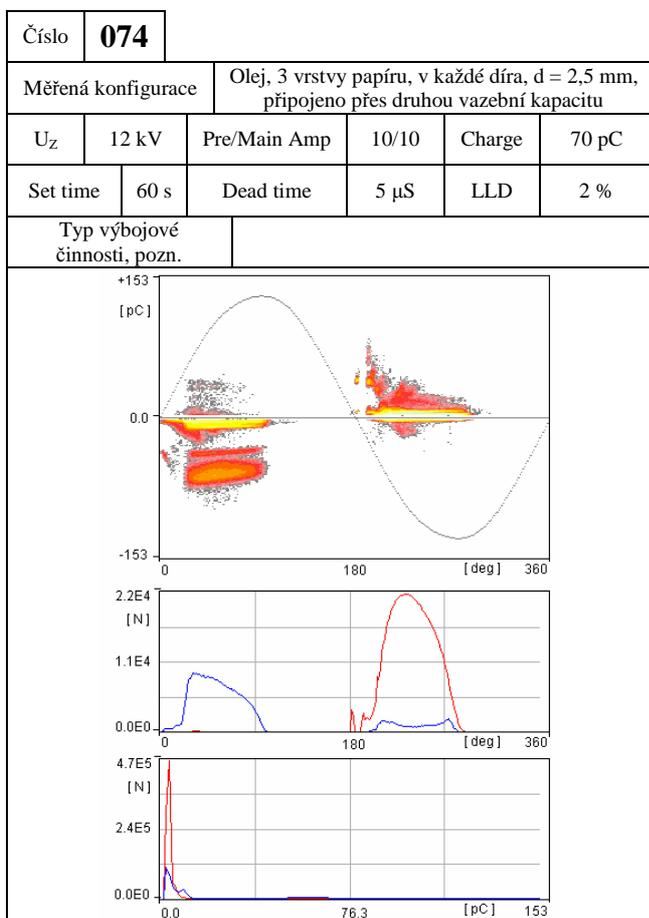 Číslo 074
Měřená konfigurace Olej, 3 vrstvy papíru, v každé díra, d = 2,5 mm,
připojeno přes druhou vazební kapacitu
UZ 12 kV Pre/Main Amp 10/10 Charge 70 pC
Set time 60 s Dead time 5 μS LLD 2 %
Typ výbojové
činnosti, pozn.
+153
[pC]
0.0
-153
0 180 [deg] 360
2.2E4
[N]
1.1E4
0.0E0
0 180 [deg] 360
4.7E5
[N]
2.4E5
0.0E0
0.0 76.3 [pC] 153